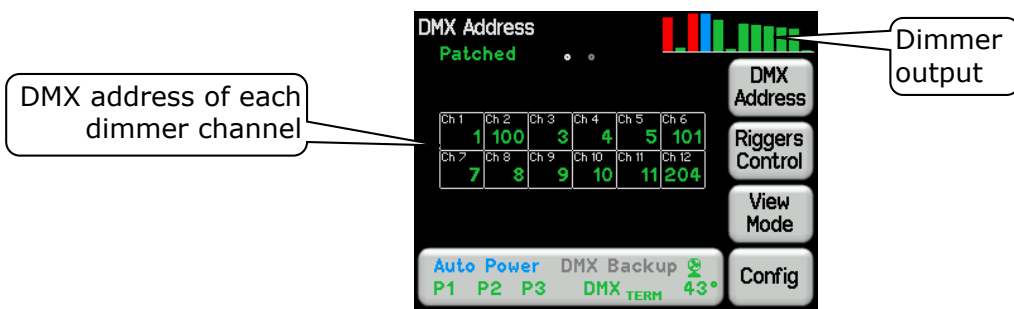 DMX Address
Patched
Dimmer
output
DMX address of each
dimmer channel
DMX
Address
Ch 1 Ch 2 Ch 3 Ch 4 Ch 5 Ch 6
1 100 3 4 5 101
Ch 7 Ch 8 Ch 9 Ch 10 Ch 11 Ch 12
7 8 9 10 11 204
Riggers
Control
View
Mode
Auto Power DMX Backup
P1 P2 P3 DMX TERM 43°
Config